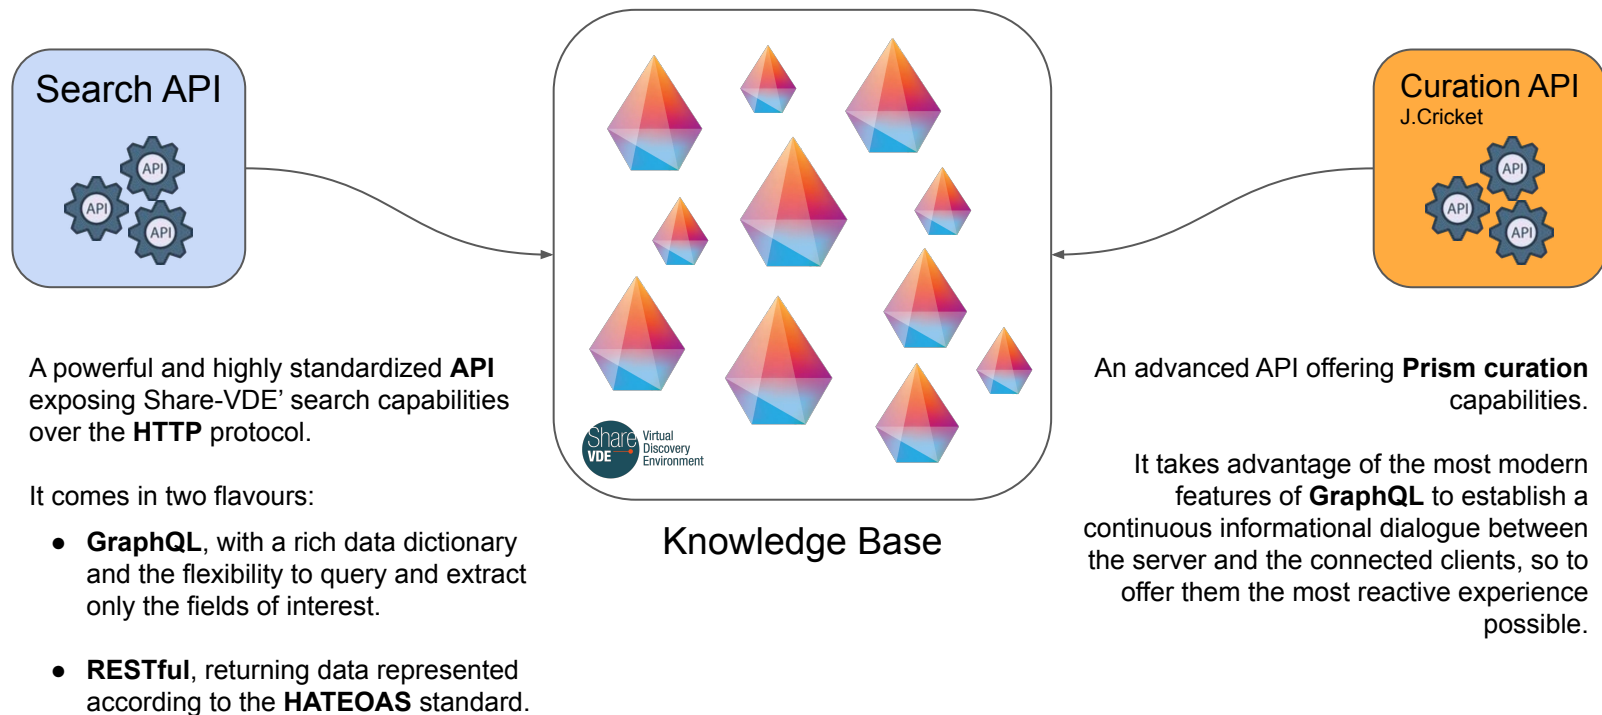 Search API
API
API
API
A powerful and highly standardized API
exposing Share-VDE’ search capabilities
over the HTTP protocol.
It comes in two flavours:
● GraphQL, with a rich data dictionary
and the flexibility to query and extract
only the fields of interest.
● RESTful, returning data represented
according to the HATEOAS standard.
Share
VDE
Virtual
Discovery
Environment
Knowledge Base
Curation API
J.Cricket
API
API
API
An advanced API offering Prism curation
capabilities.
It takes advantage of the most modern
features of GraphQL to establish a
continuous informational dialogue between
the server and the connected clients, so to
offer them the most reactive experience
possible.